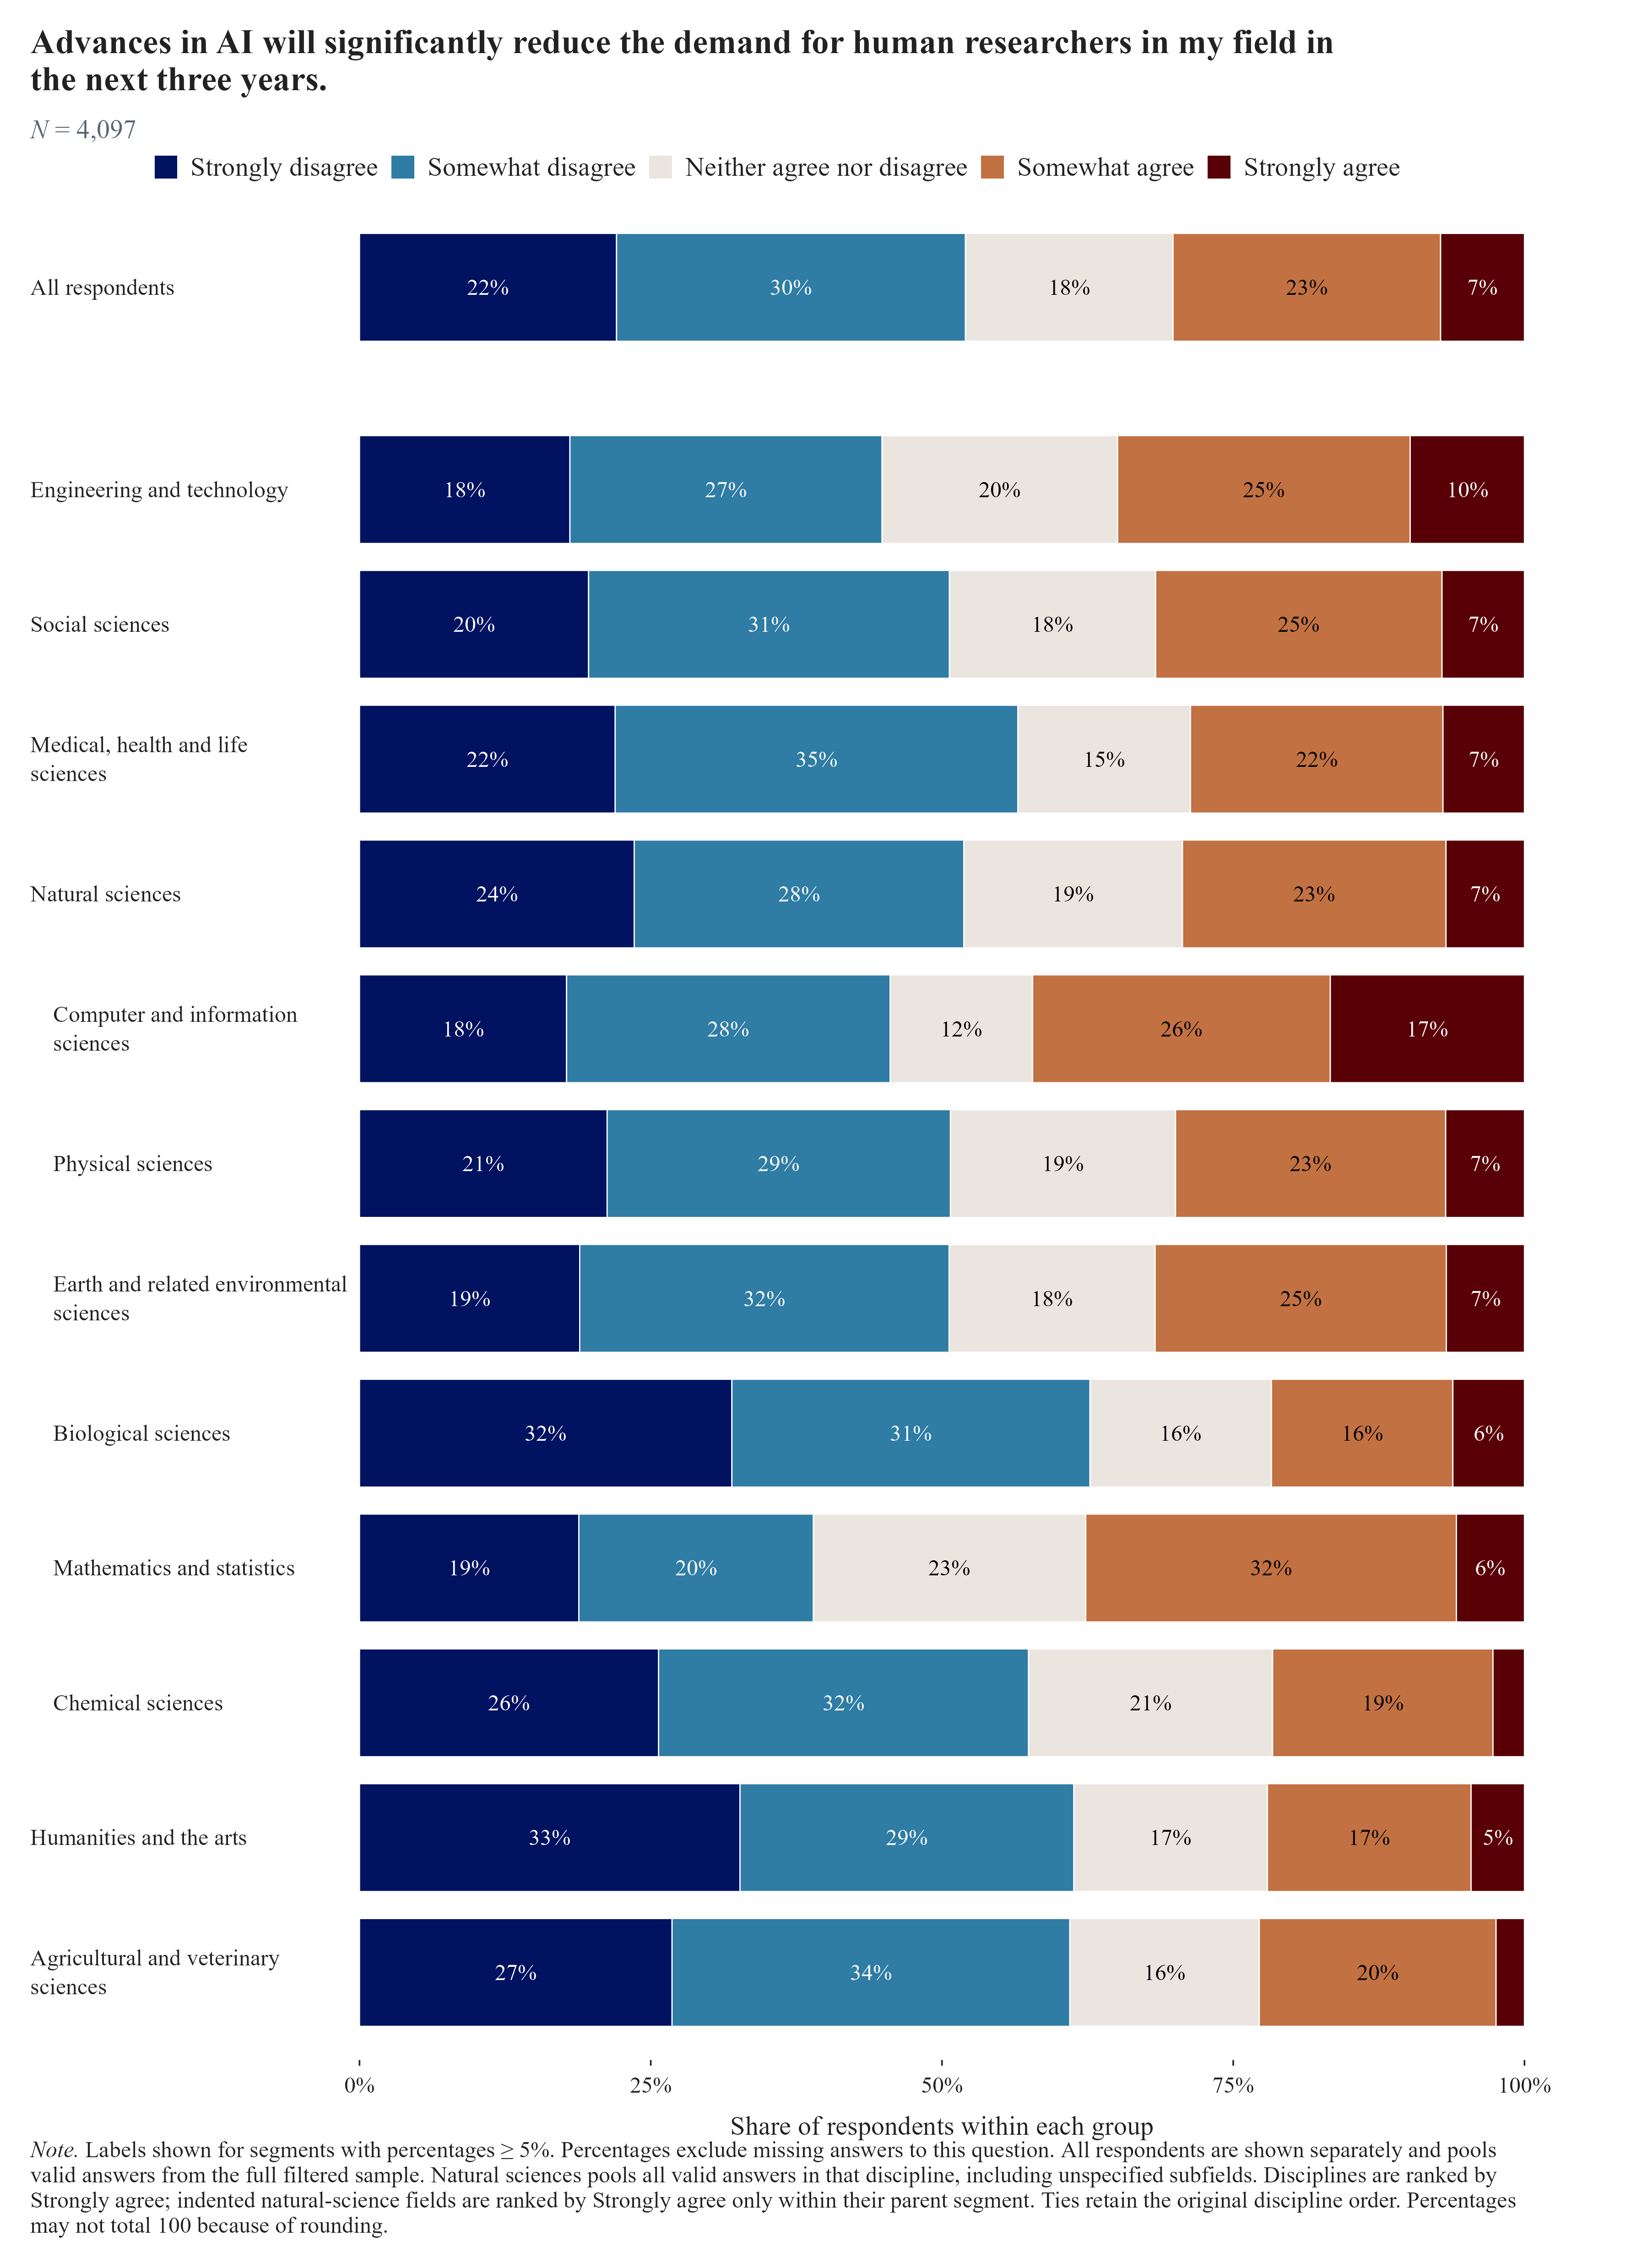 Advances in AI will significantly reduce the demand for human researchers in my field in
the next three years.
N = 4,097
Strongly disagree Somewhat disagree Neither agree nor disagree Somewhat agree Strongly agree
All respondents 22% 30% 18% 23% 7%
Engineering and technology 18% 27% 20% 25% 10%
Social sciences 20% 31% 18% 25% 7%
Medical, health and life
sciences 22% 35% 15% 22% 7%
Natural sciences 24% 28% 19% 23% 7%
Computer and information
sciences 18% 28% 12% 26% 17%
Physical sciences 21% 29% 19% 23% 7%
Earth and related environmental
sciences 19% 32% 18% 25% 7%
Biological sciences 32% 31% 16% 16% 6%
Mathematics and statistics 19% 20% 23% 32% 6%
Chemical sciences 26% 32% 21% 19%
Humanities and the arts 33% 29% 17% 17% 5%
Agricultural and veterinary
sciences 27% 34% 16% 20%
0% 25% 50% 75% 100%
Share of respondents within each group
Note. Labels shown for segments with percentages ≥ 5%. Percentages exclude missing answers to this question. All respondents are shown separately and pools
valid answers from the full filtered sample. Natural sciences pools all valid answers in that discipline, including unspecified subfields. Disciplines are ranked by
Strongly agree; indented natural-science fields are ranked by Strongly agree only within their parent segment. Ties retain the original discipline order. Percentages
may not total 100 because of rounding.